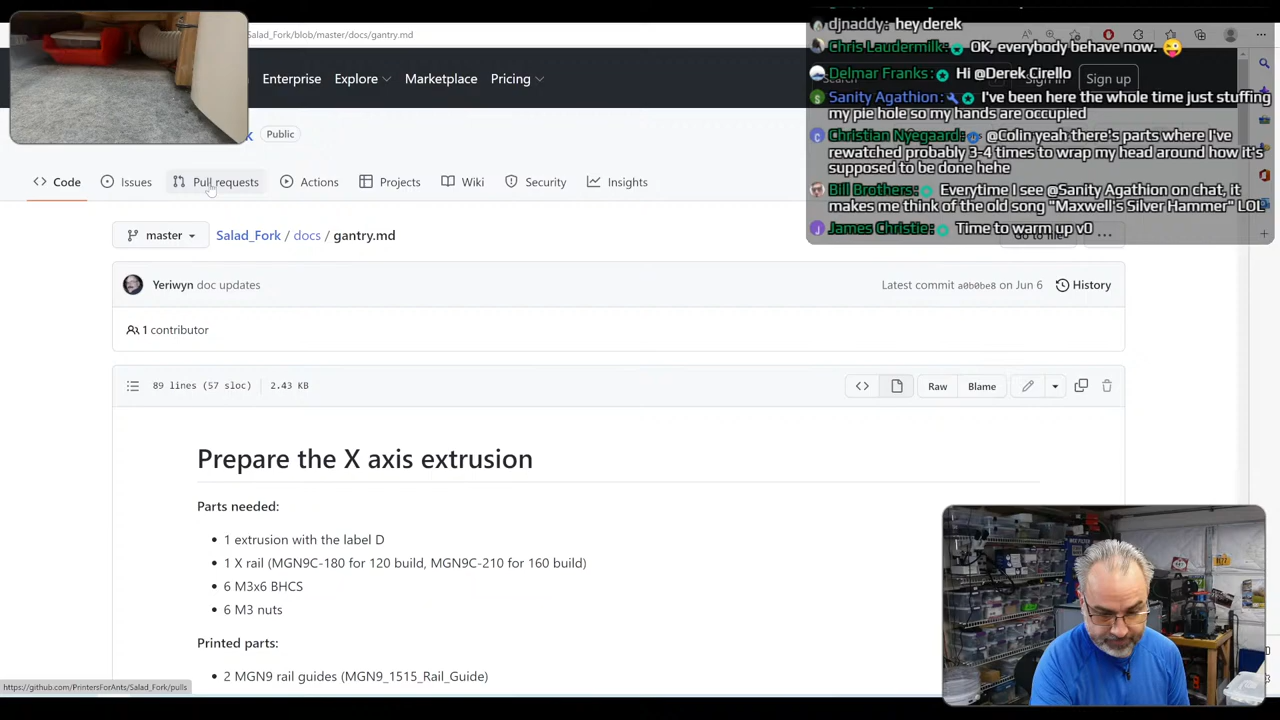 Salad_Fork/blob/master/docs/gantry.md
Enterprise Explore Marketplace Pricing
Sign up
Public
Code Issues Pull requests Actions Projects Wiki Security Insights
master Salad_Fork / docs / gantry.md
Go to file ...
Yeriwyn doc updates Latest commit a0b0be8 on Jun 6 History
1 contributor
89 lines (57 sloc) 2.43 KB Raw Blame
Prepare the X axis extrusion
Parts needed:
1 extrusion with the label D
1 X rail (MGN9C-180 for 120 build, MGN9C-210 for 160 build)
6 M3x6 BHCS
6 M3 nuts
Printed parts:
2 MGN9 rail guides (MGN9_1515_Rail_Guide)
https://github.com/PrintersForAnts/Salad_Fork/pulls
djnaddy: hey derek
Chris Laudermilk: OK, everybody behave now. 😜
Delmar Franks: Hi @Derek Cirello
Sanity Agathion: I've been here the whole time just stuffing
my pie hole so my hands are occupied
Christian Nyegaard: @Colin yeah there's parts where I've
rewatched probably 3-4 times to wrap my head around how it's
supposed to be done hehe
Bill Brothers: Everytime I see @Sanity Agathion on chat, it
makes me think of the old song "Maxwell's Silver Hammer" LOL
James Christie: Time to warm up v0